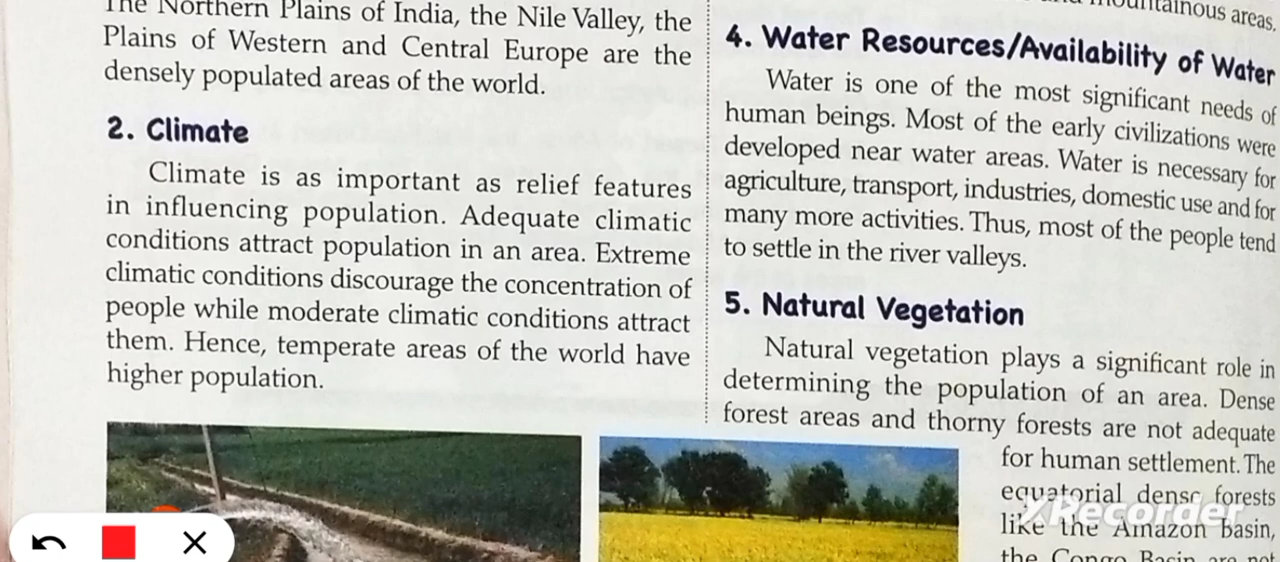 The Northern Plains of India, the Nile Valley, the
Plains of Western and Central Europe are the
densely populated areas of the world.
2. Climate
Climate is as important as relief features
in influencing population. Adequate climatic
conditions attract population in an area. Extreme
climatic conditions discourage the concentration of
people while moderate climatic conditions attract
them. Hence, temperate areas of the world have
higher population.
mountainous areas.
4. Water Resources/Availability of Water
Water is one of the most significant needs of
human beings. Most of the early civilizations were
developed near water areas. Water is necessary for
agriculture, transport, industries, domestic use and for
many more activities. Thus, most of the people tend
to settle in the river valleys.
5. Natural Vegetation
Natural vegetation plays a significant role in
determining the population of an area. Dense
forest areas and thorny forests are not adequate
for human settlement. The
equatorial dense forests
like the Amazon Basin,
the Congo Basin are not
XRecorder